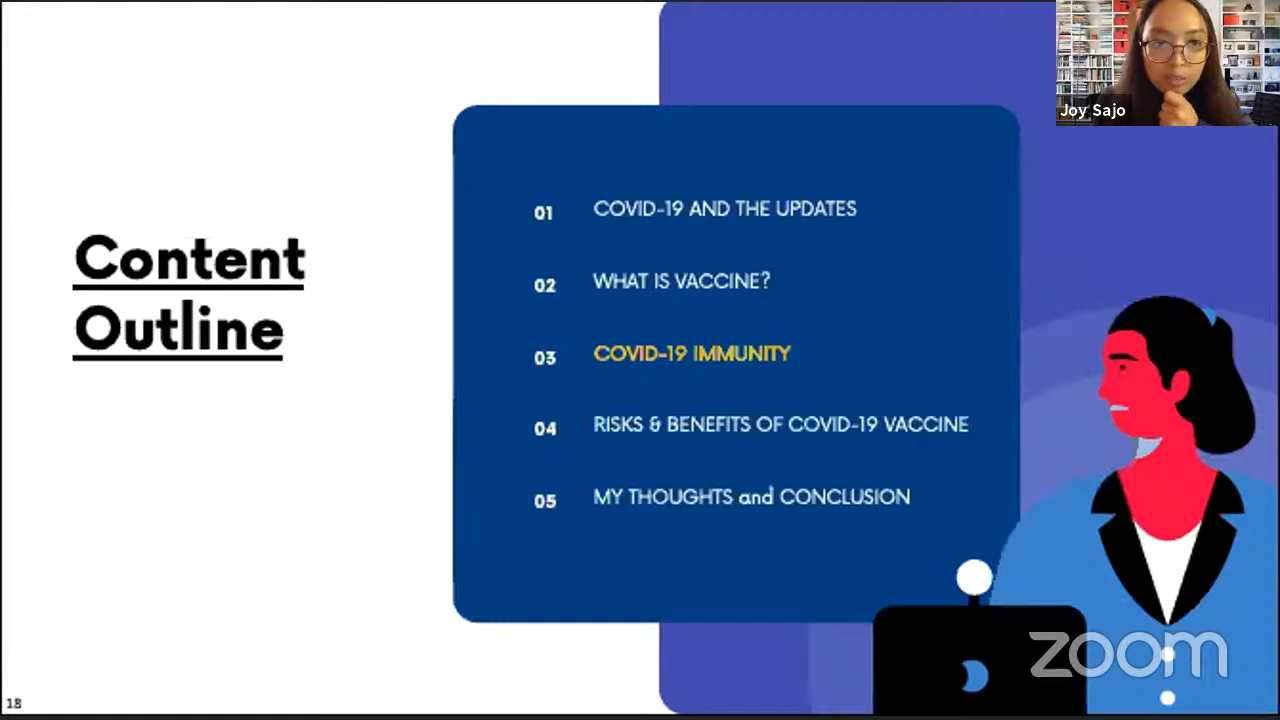 Joy Sajo
Content
Outline
01 COVID-19 AND THE UPDATES
02 WHAT IS VACCINE?
03 COVID-19 IMMUNITY
04 RISKS & BENEFITS OF COVID-19 VACCINE
05 MY THOUGHTS and CONCLUSION
zoom
18